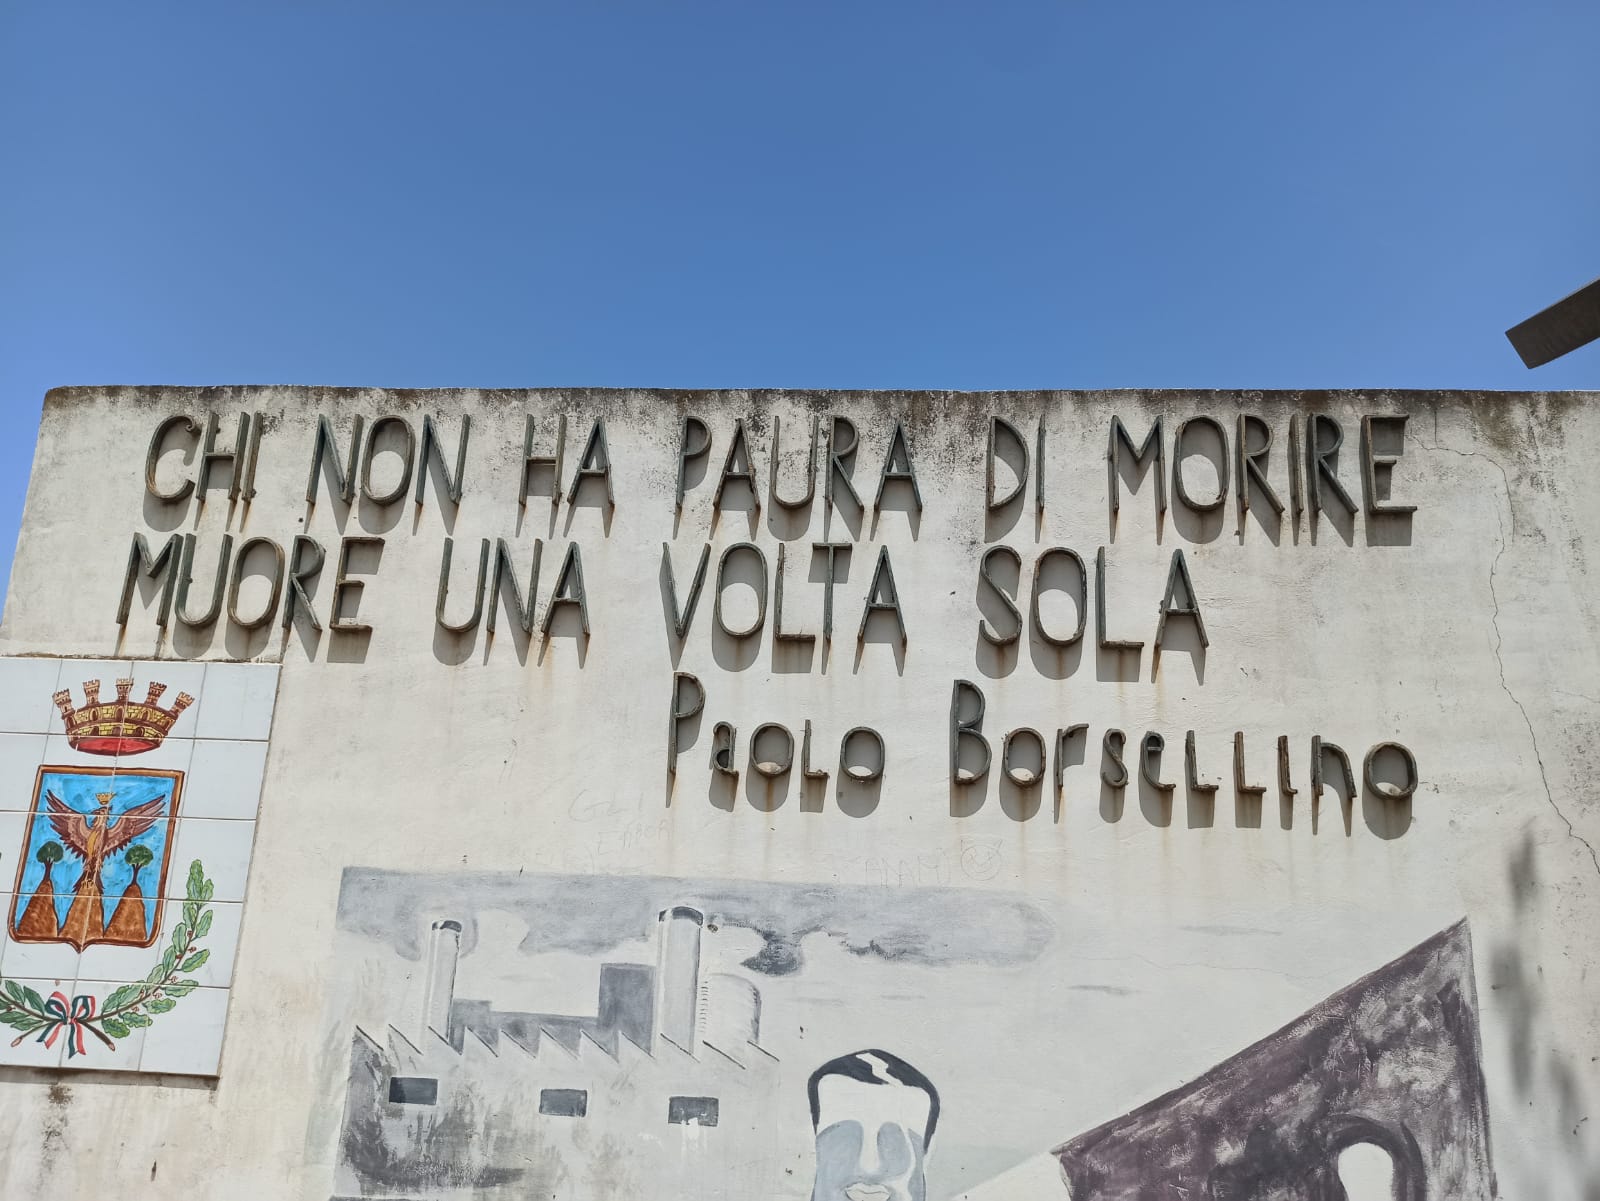 CHI NON HA PAURA DI MORIRE
MUORE UNA VOLTA SOLA
Paolo Borsellino